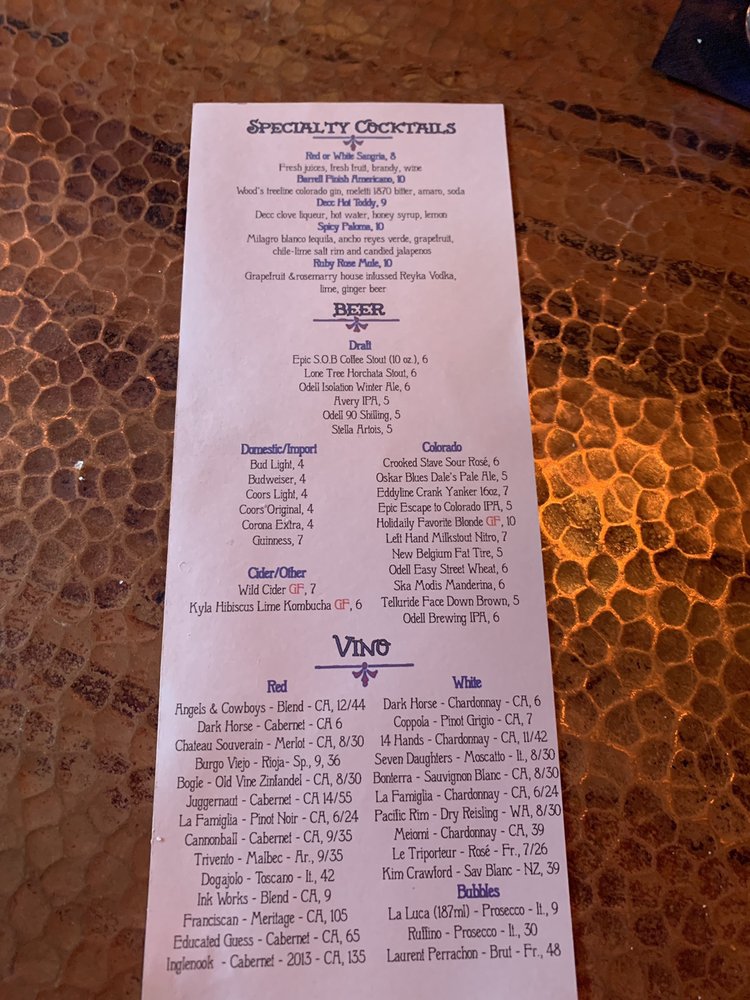 Specialty Cocktails
Red or White Sangria, 8
Fresh juices, fresh fruit, brandy, wine
Barrell Finish Americano, 10
Wood's treeline colorado gin, meletti 1870 bitter, amaro, soda
Decc Hot Toddy, 9
Decc clove liqueur, hot water, honey syrup, lemon
Spicy Paloma, 10
Milagro blanco tequila, ancho reyes verde, grapefruit,
chile-lime salt rim and candied jalapenos
Ruby Rose Mule, 10
Grapefruit &rosemarry house infussed Reyka Vodka,
lime, ginger beer
Beer
Draft
Epic S.O.B Coffee Stout (10 oz.), 6
Lone Tree Horchata Stout, 6
Odell Isolation Winter Ale, 6
Avery IPA, 5
Odell 90 Shilling, 5
Stella Artois, 5
Domestic/Import
Bud Light, 4
Budweiser, 4
Coors Light, 4
Coors Original, 4
Corona Extra, 4
Guinness, 7
Cider/Other
Wild Cider GF, 7
Kyla Hibiscus Lime Kombucha GF, 6
Colorado
Crooked Stave Sour Rosé, 6
Oskar Blues Dale's Pale Ale, 5
Eddyline Crank Yanker 16oz, 7
Epic Escape to Colorado IPA, 5
Holidaily Favorite Blonde GF, 10
Left Hand Milkstout Nitro, 7
New Belgium Fat Tire, 5
Odell Easy Street Wheat, 6
Ska Modis Manderina, 6
Telluride Face Down Brown, 5
Odell Brewing IPA, 6
Vino
Red
Angels & Cowboys - Blend - CA, 12/44
Dark Horse - Cabernet - CA 6
Chateau Souverain - Merlot - CA, 8/30
Burgo Viejo - Rioja- Sp., 9, 36
Bogle - Old Vine Zinfandel - CA, 8/30
Juggernaut - Cabernet - CA 14/55
La Famiglia - Pinot Noir - CA, 6/24
Cannonball - Cabernet - CA, 9/35
Trivento - Malbec - Ar., 9/35
Dogajolo - Toscano - It., 42
Ink Works - Blend - CA, 9
Franciscan - Meritage - CA, 105
Educated Guess - Cabernet - CA, 65
Inglenook - Cabernet - 2013 - CA, 135
White
Dark Horse - Chardonnay - CA, 6
Coppola - Pinot Grigio - CA, 7
14 Hands - Chardonnay - CA, 11/42
Seven Daughters - Moscatto - It., 8/30
Bonterra - Sauvignon Blanc - CA, 8/30
La Famiglia - Chardonnay - CA, 6/24
Pacific Rim - Dry Reisling - WA, 8/30
Meiomi - Chardonnay - CA, 39
Le Triporteur - Rosé - Fr., 7/26
Kim Crawford - Sav Blanc - NZ, 39
Bubbles
La Luca (187ml) - Prosecco - It., 9
Ruffino - Prosecco - It., 30
Laurent Perrachon - Brut - Fr., 48